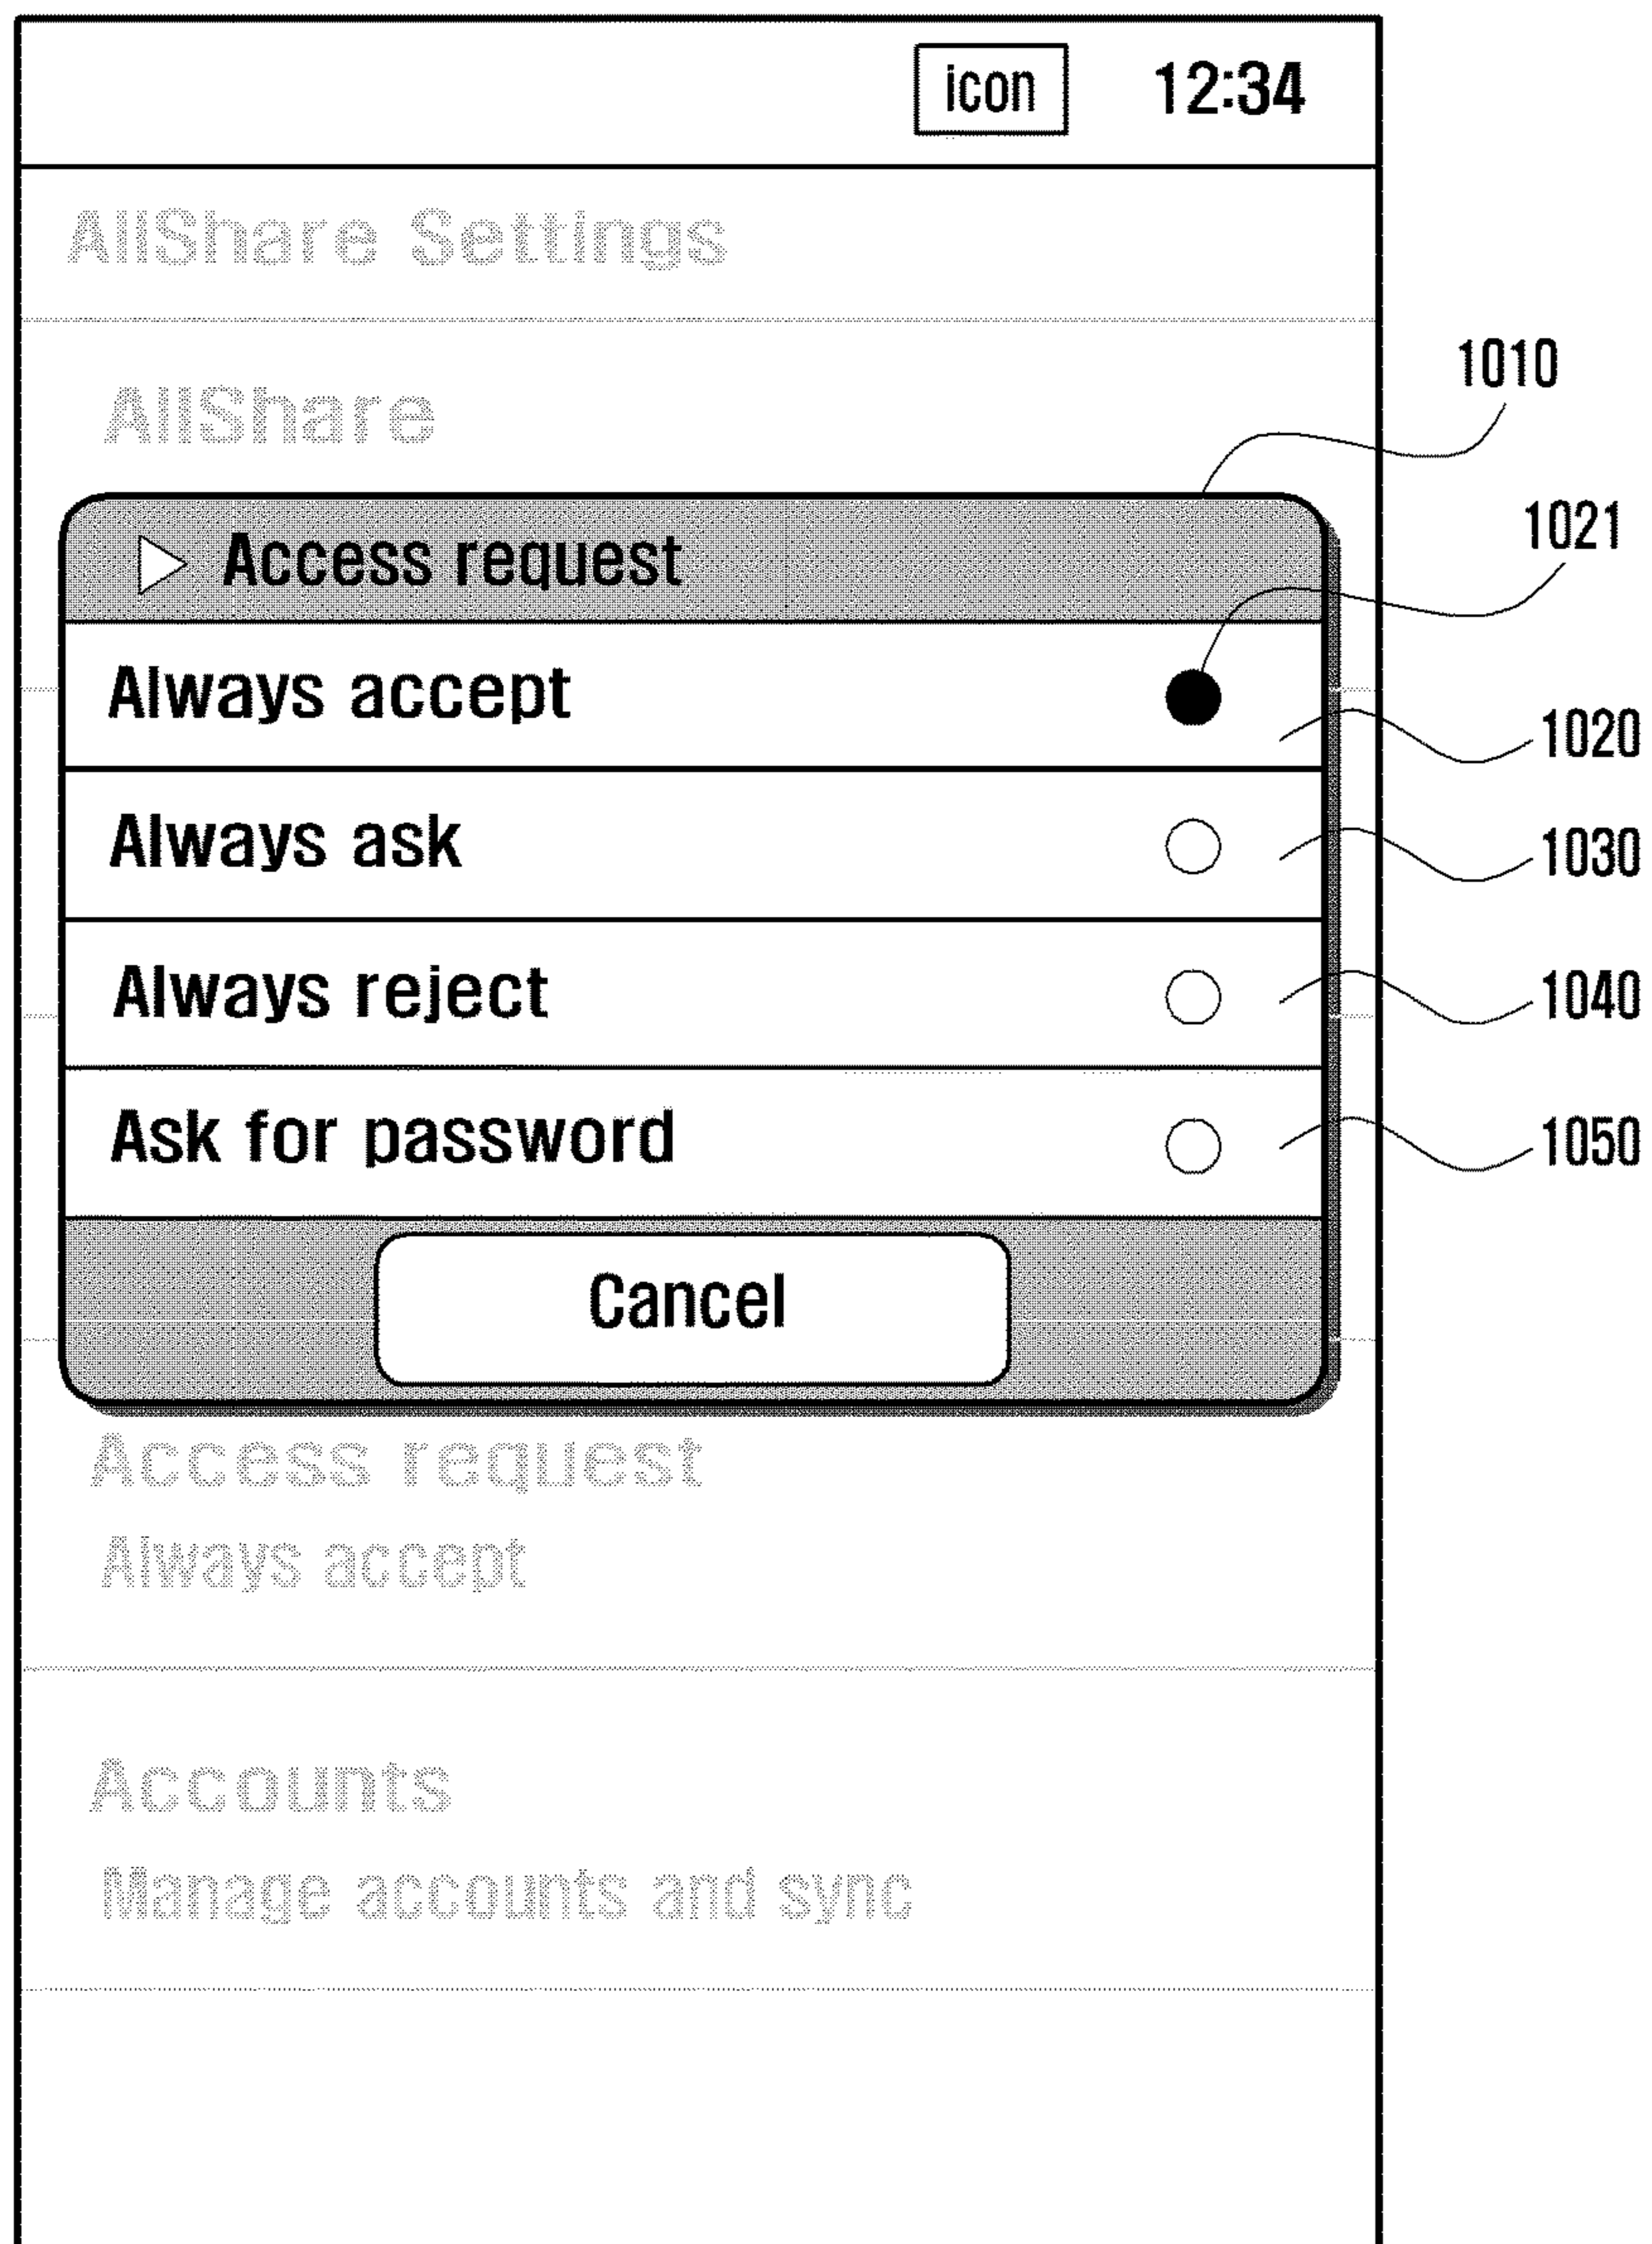 icon 12:34
AllShare Settings
AllShare
1010
1021
Access request
Always accept
1020
Always ask
1030
Always reject
1040
Ask for password
1050
Cancel
Access request
Always accept
Accounts
Manage accounts and sync